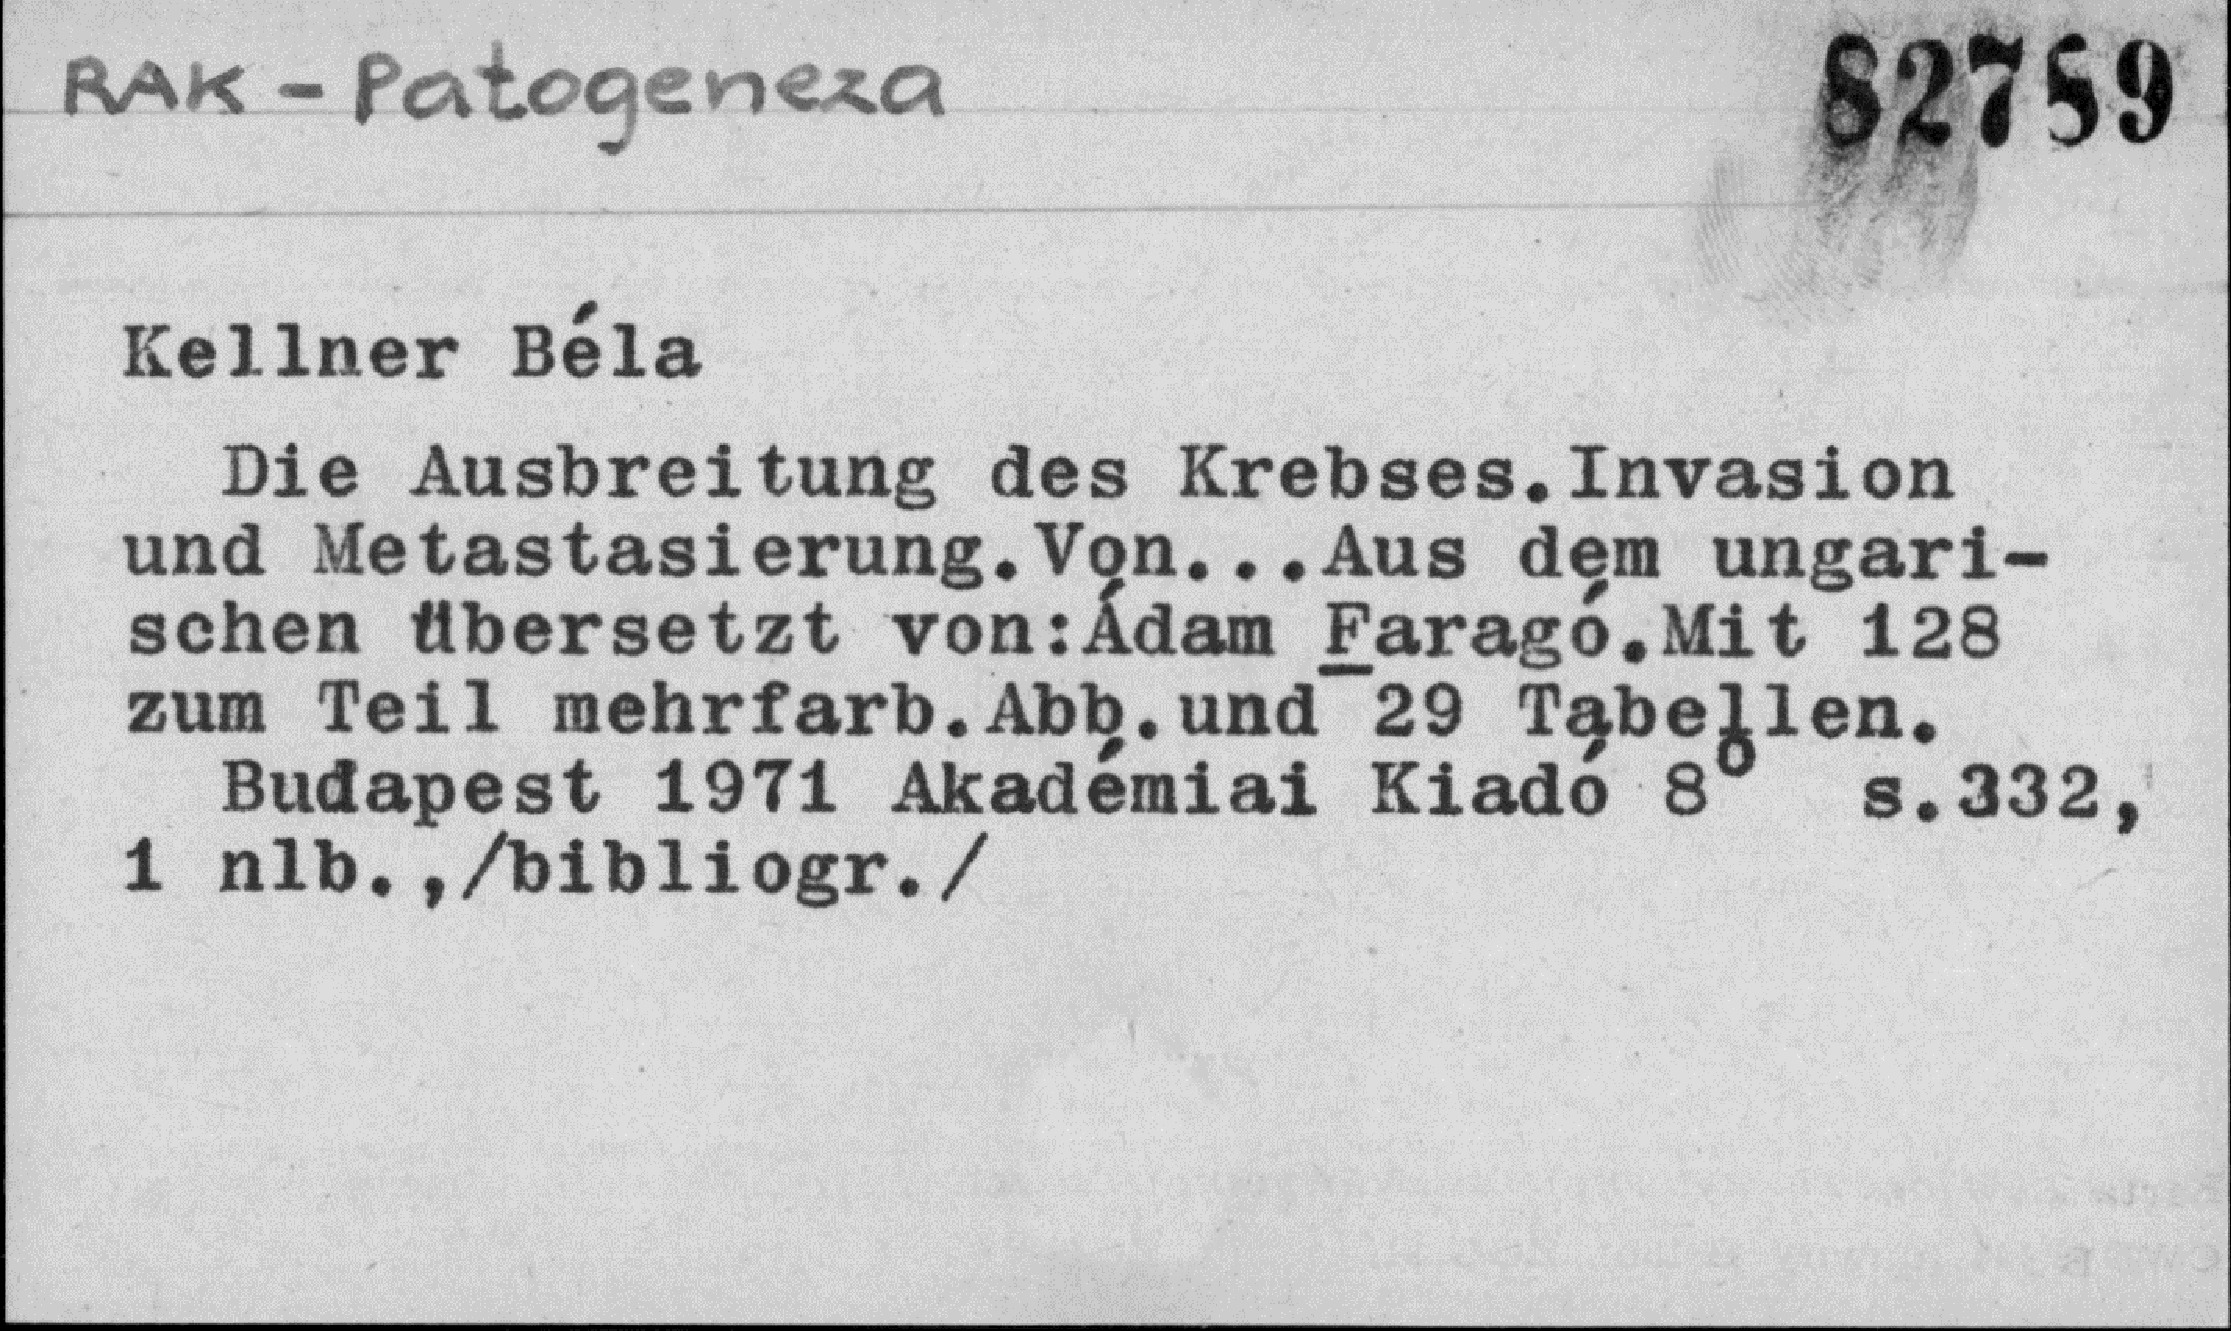 RAK - Patogeneza
82759
Kellner Béla
Die Ausbreitung des Krebses.Invasion
und Metastasierung.Von...Aus dem ungari-
schen übersetzt von:Ádam Faragó.Mit 128
zum Teil mehrfarb.Abb.und 29 Tabellen.
Budapest 1971 Akadémiai Kiadó 8° s.332,
1 nlb.,/bibliogr./